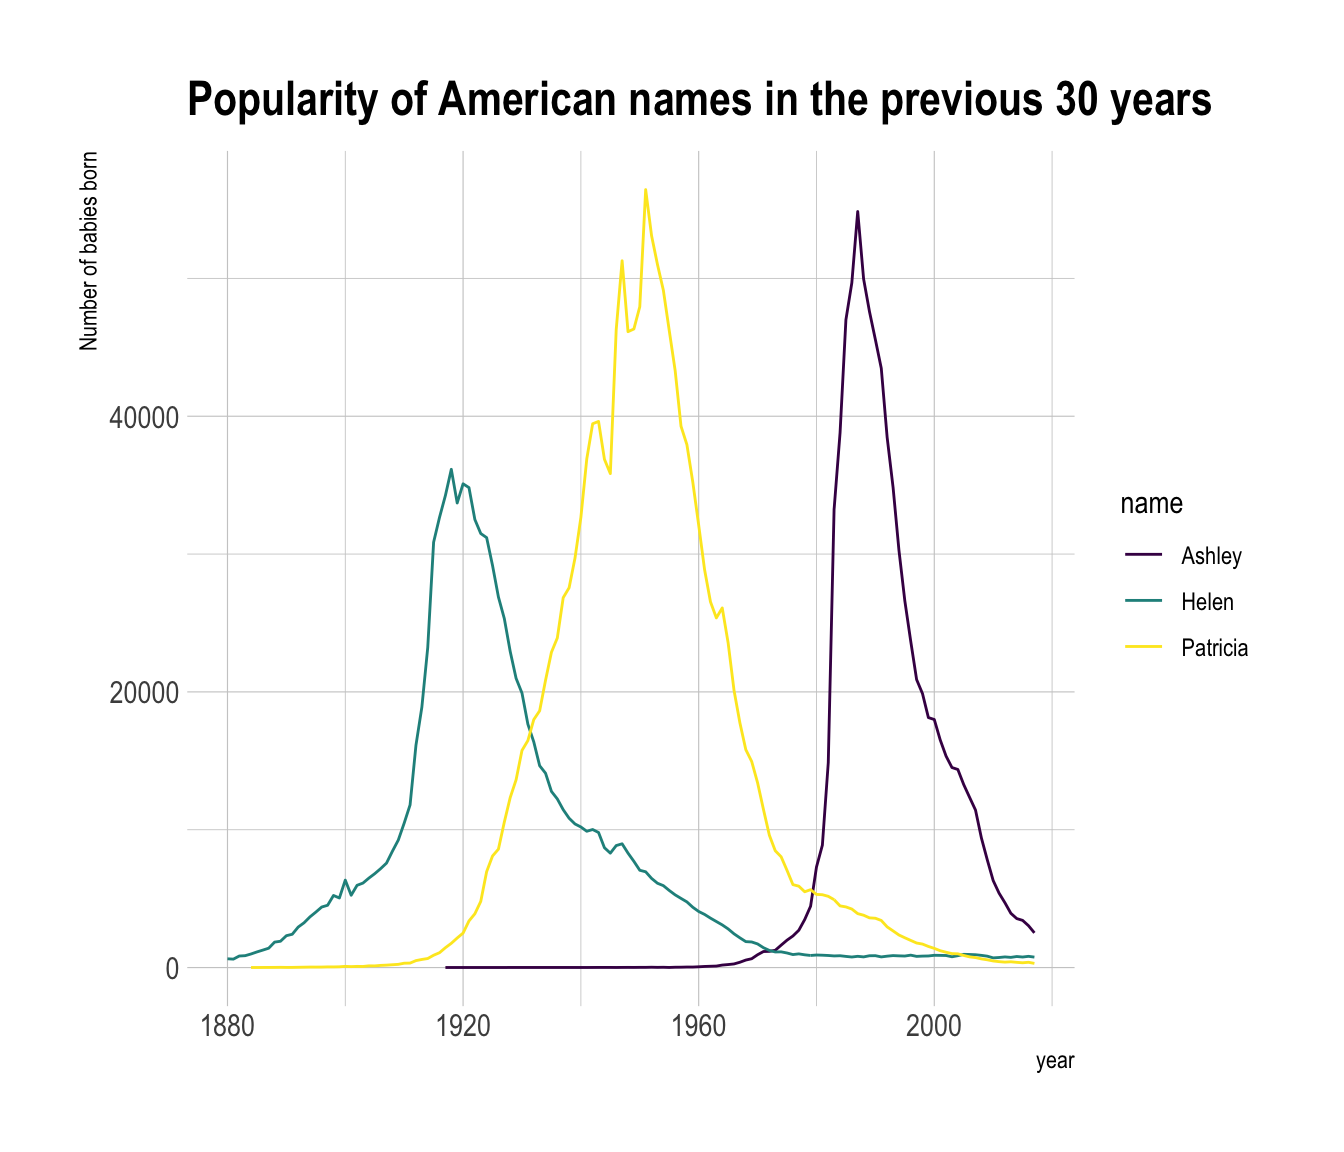 Popularity of American names in the previous 30 years
Number of babies born
40000
20000
0
1880 1920 1960 2000
year
name
Ashley
Helen
Patricia